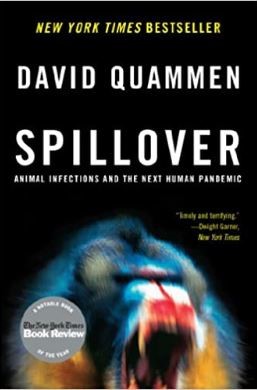 NEW YORK TIMES BESTSELLER
DAVID QUAMMEN
SPILLOVER
ANIMAL INFECTIONS AND THE NEXT HUMAN PANDEMIC
"Timely and terrifying."
—Dwight Garner,
New York Times
A NOTABLE BOOK
The New York Times
Book Review
OF THE YEAR